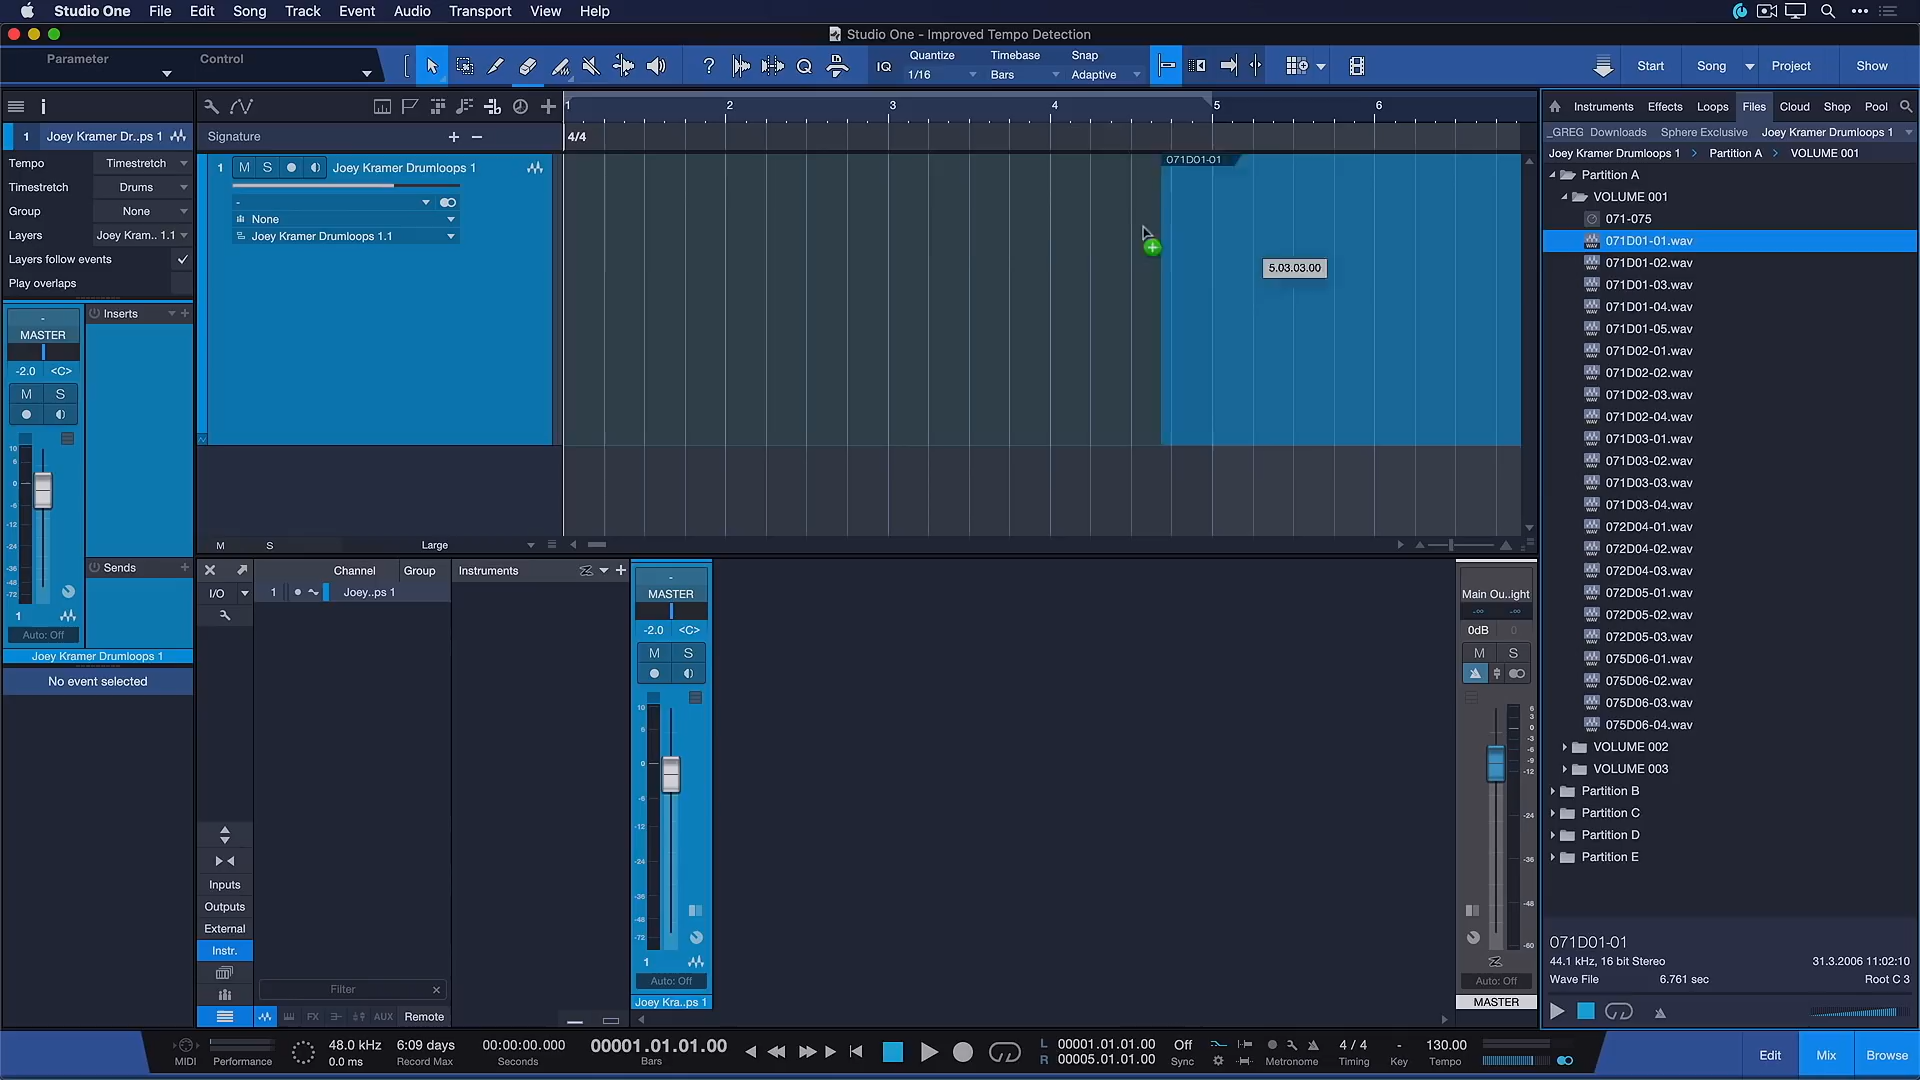 Studio One File Edit Song Track Event Audio Transport View Help
Studio One - Improved Tempo Detection
Parameter Control
Quantize 1/16
Timebase Bars
Snap Adaptive
IQ
Start Song Project Show
1 2 3 4 5 6
Signature + −
4/4
1 Joey Kramer Dr..ps 1
Tempo Timestretch
Timestretch Drums
Group None
Layers Joey Kram.. 1.1
Layers follow events
Play overlaps
1 M S Joey Kramer Drumloops 1
-
None
Joey Kramer Drumloops 1.1
071D01-01
5.03.03.00
-
MASTER
-2.0 <C>
M S
Inserts
Sends
1
Auto: Off
Joey Kramer Drumloops 1
No event selected
M S Large
I/O
Channel Group
1 Joey..ps 1
Instruments
Inputs
Outputs
External
Instr.
Filter
FX AUX Remote
-
MASTER
-2.0 <C>
M S
1
Auto: Off
Joey Kra..ps 1
Main Ou..ight
-∞ -∞
0dB 0
M S
Auto: Off
MASTER
Instruments Effects Loops Files Cloud Shop Pool
_GREG Downloads Sphere Exclusive Joey Kramer Drumloops 1
Joey Kramer Drumloops 1 > Partition A > VOLUME 001
Partition A
VOLUME 001
071-075
071D01-01.wav
071D01-02.wav
071D01-03.wav
071D01-04.wav
071D01-05.wav
071D02-01.wav
071D02-02.wav
071D02-03.wav
071D02-04.wav
071D03-01.wav
071D03-02.wav
071D03-03.wav
071D03-04.wav
072D04-01.wav
072D04-02.wav
072D04-03.wav
072D05-01.wav
072D05-02.wav
072D05-03.wav
075D06-01.wav
075D06-02.wav
075D06-03.wav
075D06-04.wav
VOLUME 002
VOLUME 003
Partition B
Partition C
Partition D
Partition E
071D01-01
44.1 kHz, 16 bit Stereo 31.3.2006 11:02:10
Wave File 6.761 sec Root C 3
MIDI Performance
48.0 kHz
0.0 ms
6:09 days
Record Max
00:00:00.000
Seconds
00001.01.01.00
Bars
L 00001.01.01.00
R 00005.01.01.00
Off
Sync
Metronome
4 / 4
Timing
-
Key
130.00
Tempo
Edit Mix Browse